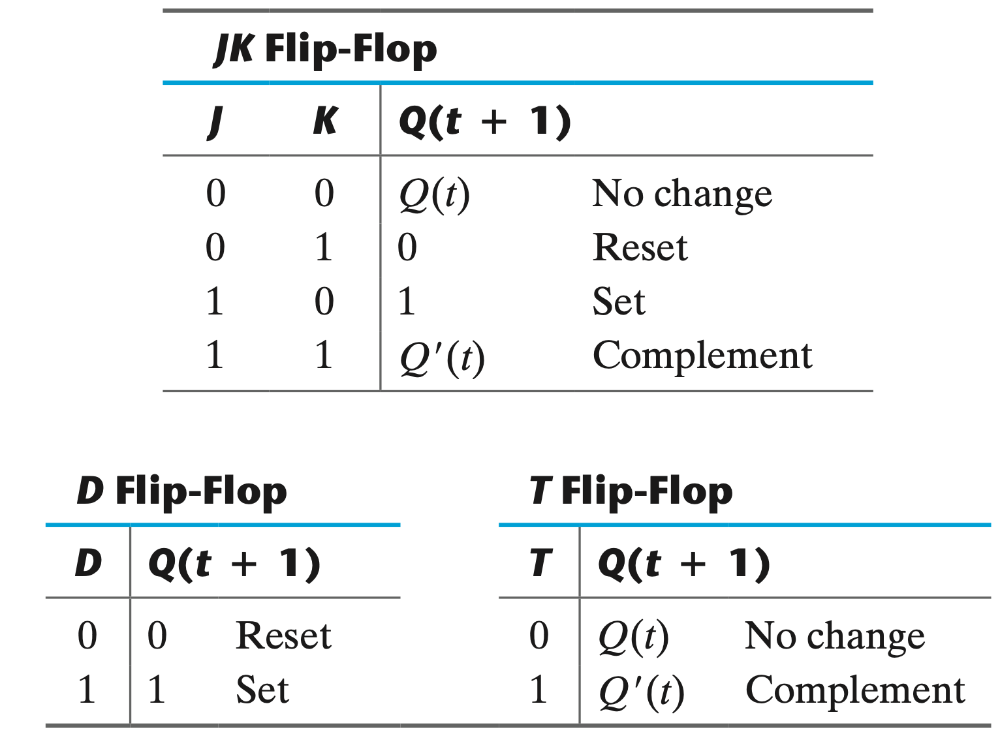 JK Flip-Flop
J K Q(t + 1)
0 0 Q(t) No change
0 1 0 Reset
1 0 1 Set
1 1 Q′(t) Complement
D Flip-Flop
D Q(t + 1)
0 0 Reset
1 1 Set
T Flip-Flop
T Q(t + 1)
0 Q(t) No change
1 Q′(t) Complement